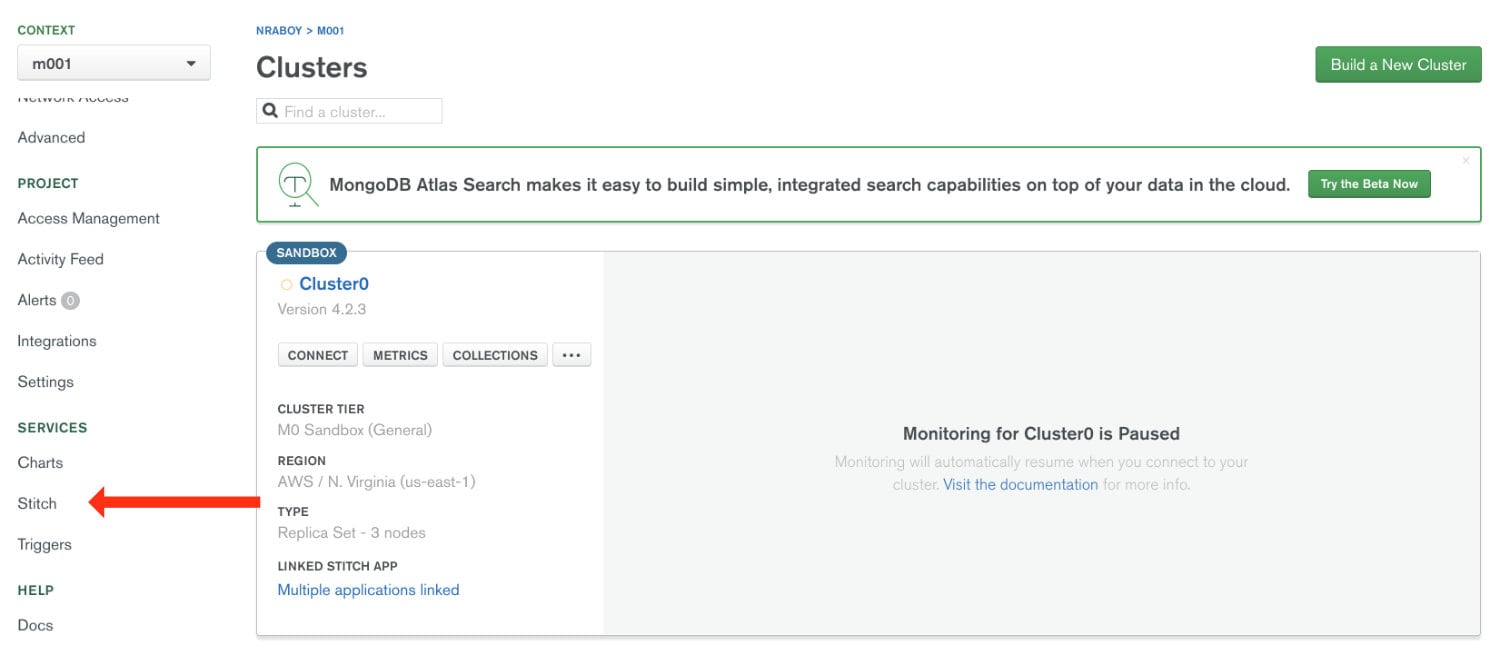 CONTEXT
m001
Network Access
Advanced
PROJECT
Access Management
Activity Feed
Alerts 0
Integrations
Settings
SERVICES
Charts
Stitch
Triggers
HELP
Docs
NRABOY > M001
Clusters
Build a New Cluster
Find a cluster...
MongoDB Atlas Search makes it easy to build simple, integrated search capabilities on top of your data in the cloud.
Try the Beta Now
×
SANDBOX
Cluster0
Version 4.2.3
CONNECT METRICS COLLECTIONS ...
CLUSTER TIER
M0 Sandbox (General)
REGION
AWS / N. Virginia (us-east-1)
TYPE
Replica Set - 3 nodes
LINKED STITCH APP
Multiple applications linked
Monitoring for Cluster0 is Paused
Monitoring will automatically resume when you connect to your
cluster. Visit the documentation for more info.